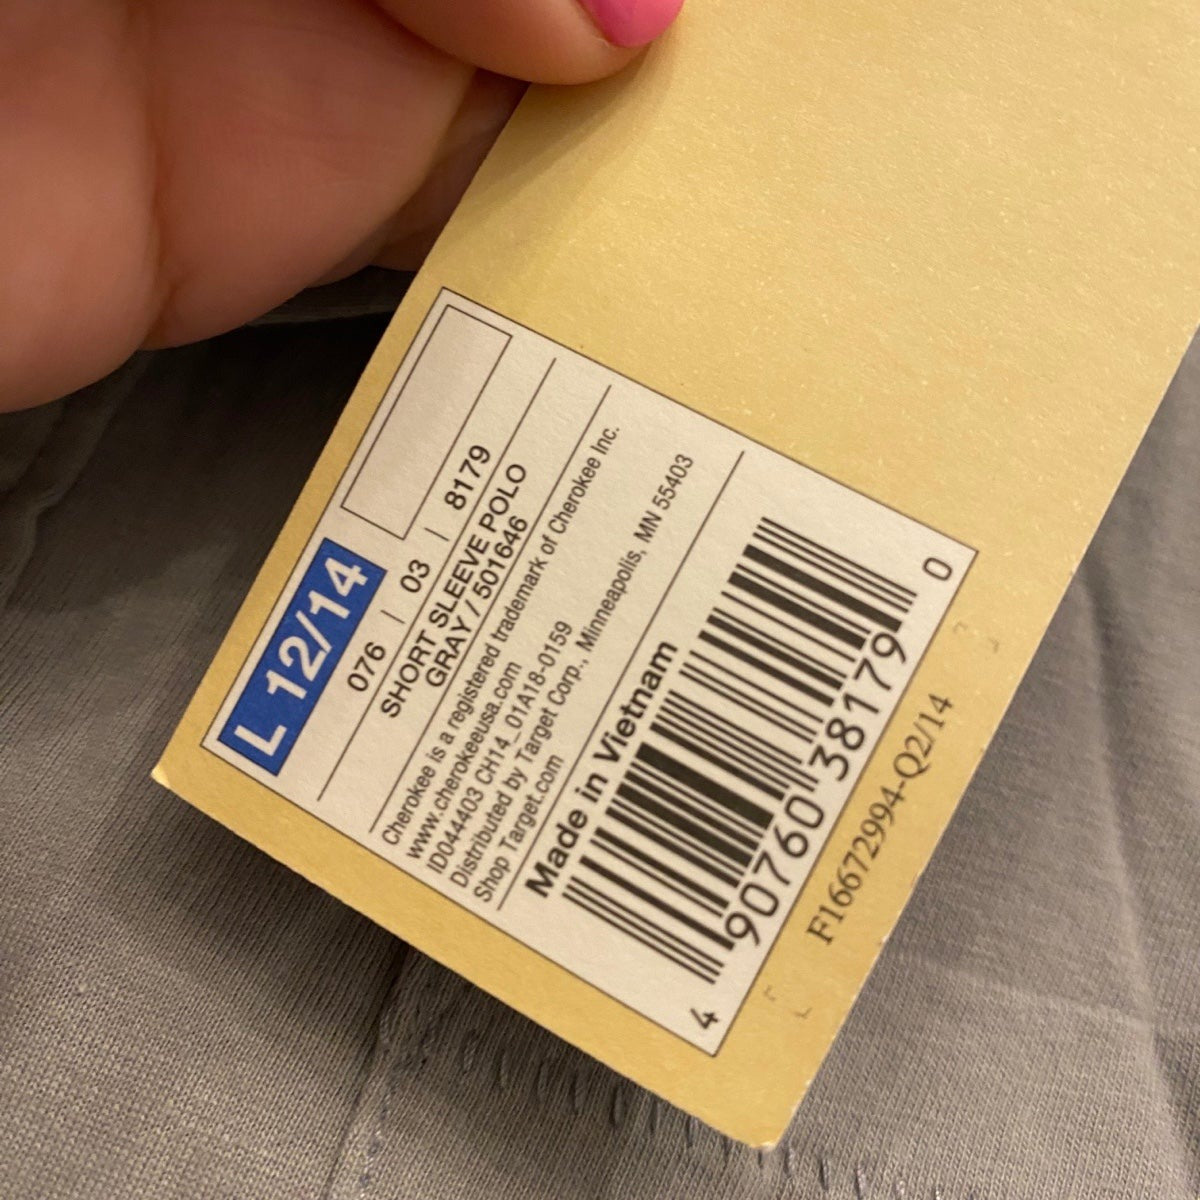 L 12/14
076 | 03 | 8179
SHORT SLEEVE POLO
GRAY / 501646
Cherokee is a registered trademark of Cherokee Inc.
www.cherokeeusa.com
ID044403 CH14_01A18-0159
Distributed by Target Corp., Minneapolis, MN 55403
Shop Target.com
Made in Vietnam
4 90760 38179 0
F16672994-Q2/14